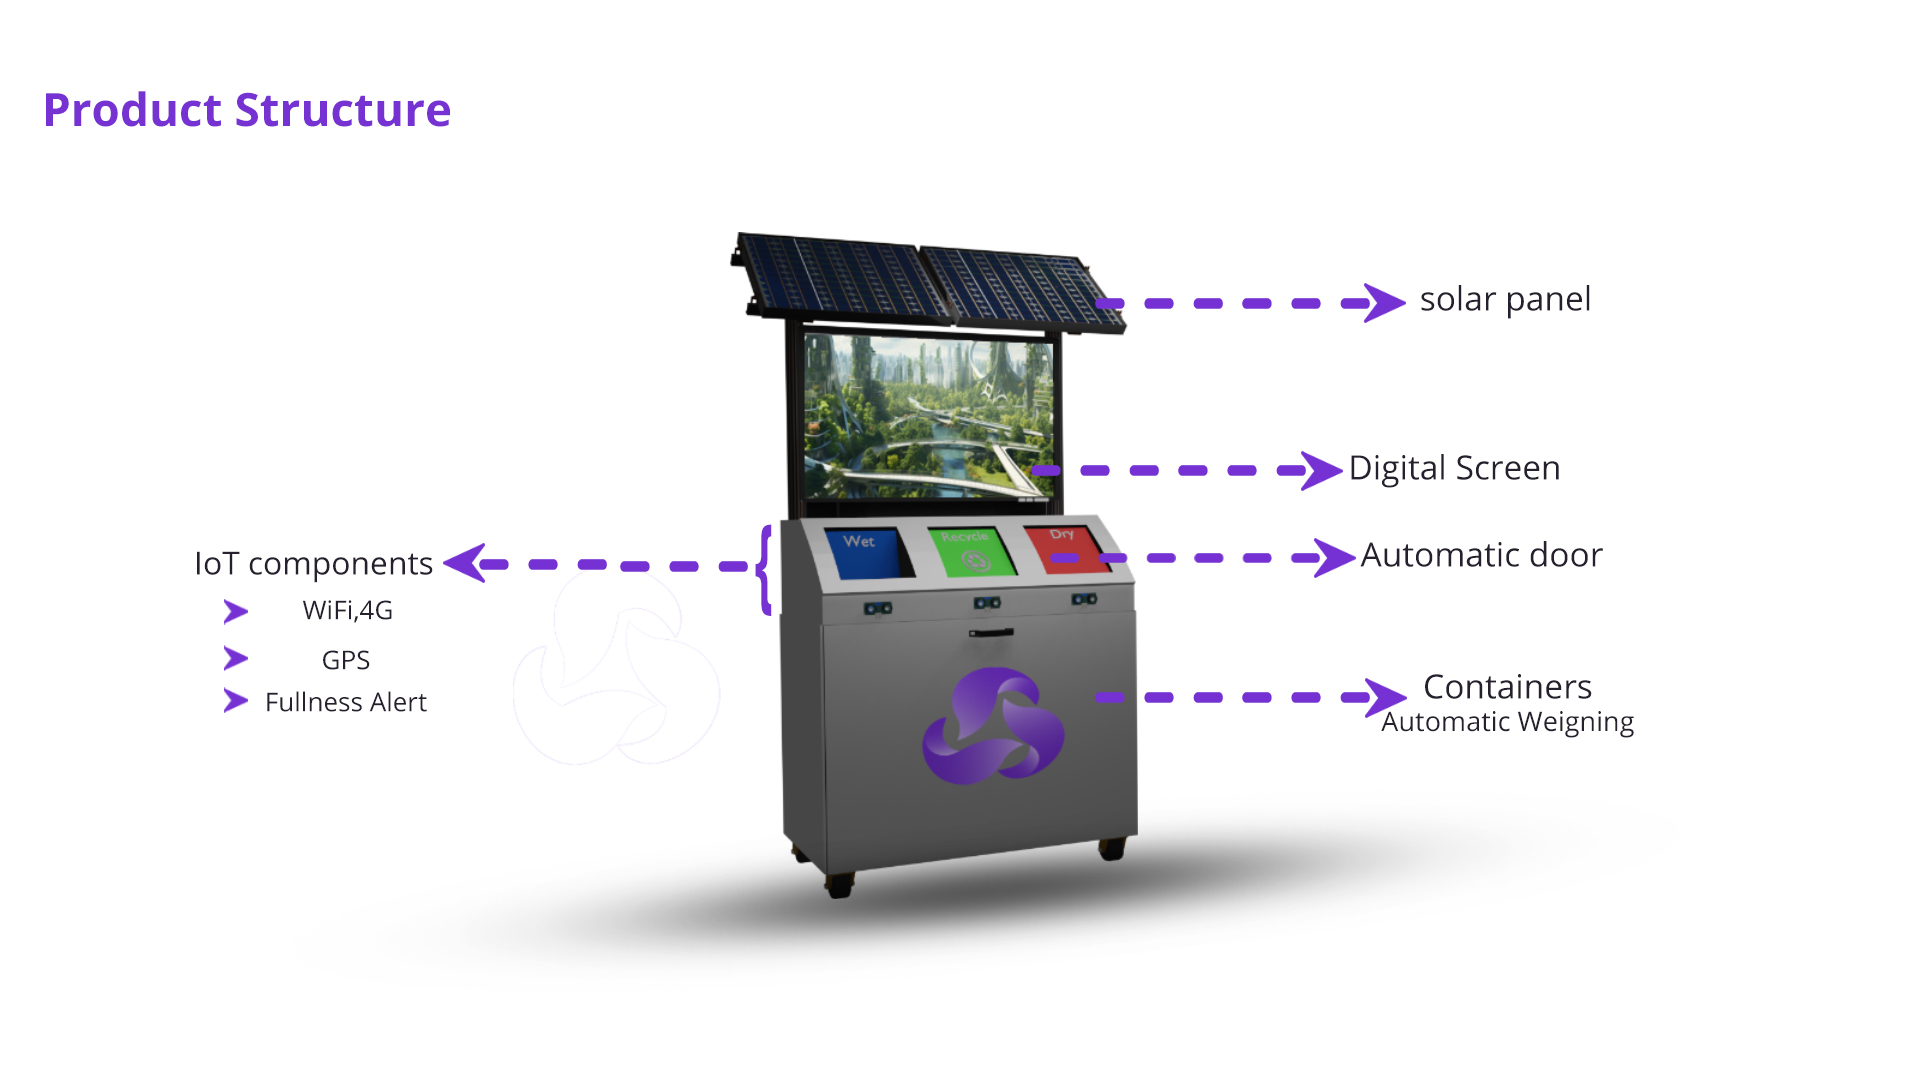 Product Structure
solar panel
Digital Screen
Wet
Recycle
Dry
Automatic door
IoT components
WiFi,4G
GPS
Fullness Alert
Containers
Automatic Weigning